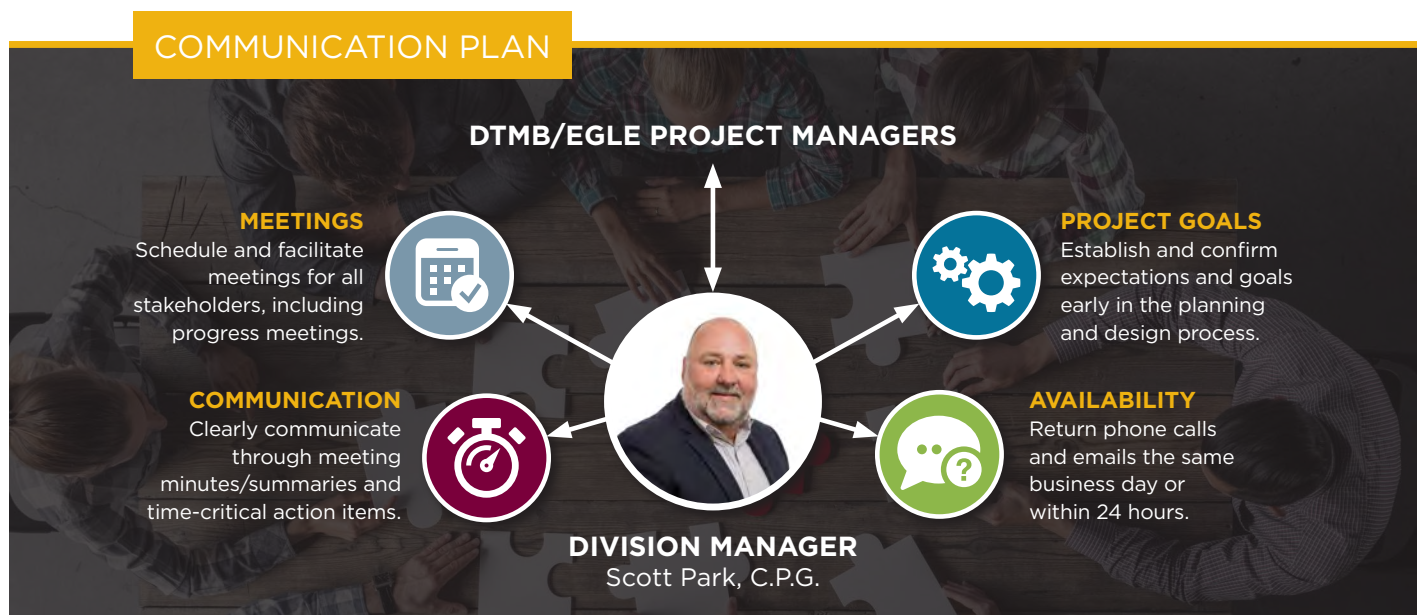 COMMUNICATION PLAN
DTMB/EGLE PROJECT MANAGERS
MEETINGS
Schedule and facilitate
meetings for all
stakeholders, including
progress meetings.
PROJECT GOALS
Establish and confirm
expectations and goals
early in the planning
and design process.
COMMUNICATION
Clearly communicate
through meeting
minutes/summaries and
time-critical action items.
AVAILABILITY
Return phone calls
and emails the same
business day or
within 24 hours.
?
DIVISION MANAGER
Scott Park, C.P.G.